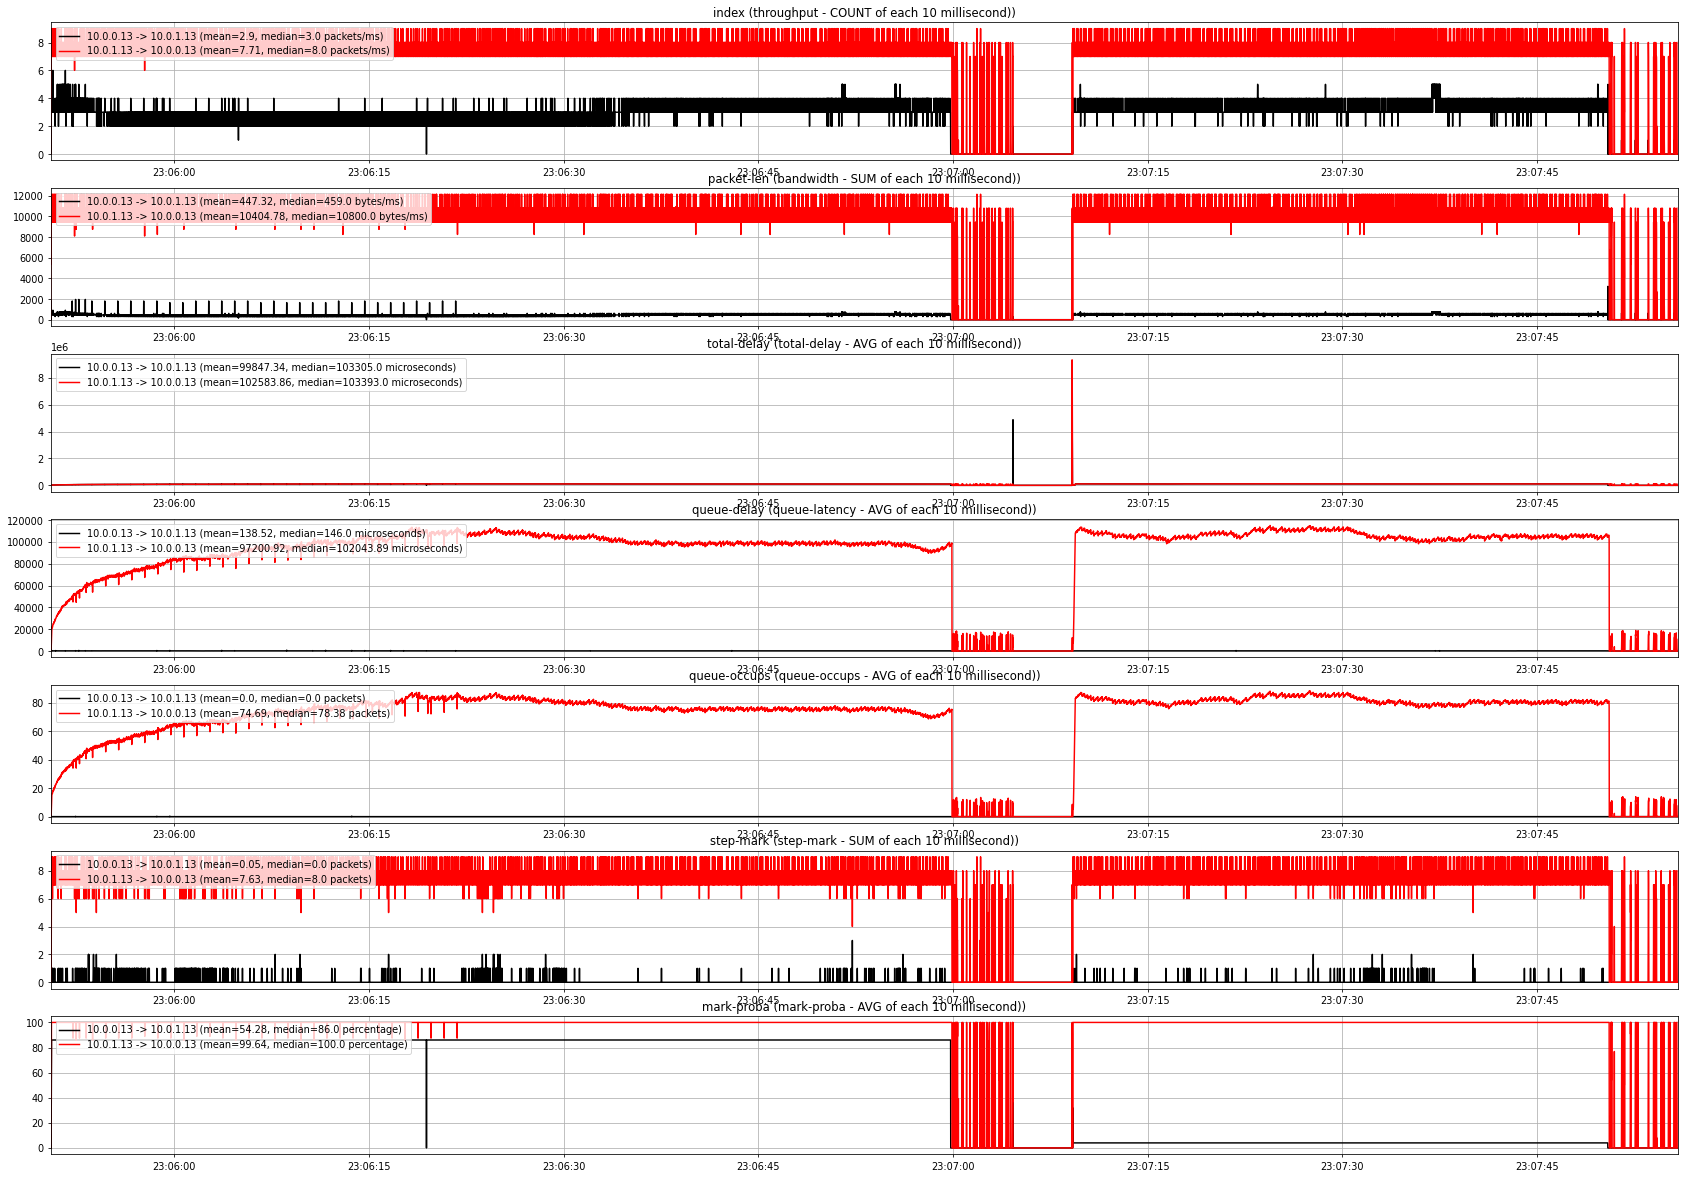 index (throughput - COUNT of each 10 millisecond))
10.0.0.13 -> 10.0.1.13 (mean=2.9, median=3.0 packets/ms)
10.0.1.13 -> 10.0.0.13 (mean=7.71, median=8.0 packets/ms)
8
6
4
2
0
23:06:00 23:06:15 23:06:30 23:06:45 23:07:00 23:07:15 23:07:30 23:07:45
packet-len (bandwidth - SUM of each 10 millisecond))
10.0.0.13 -> 10.0.1.13 (mean=447.32, median=459.0 bytes/ms)
10.0.1.13 -> 10.0.0.13 (mean=10404.78, median=10800.0 bytes/ms)
12000
10000
8000
6000
4000
2000
0
23:06:00 23:06:15 23:06:30 23:06:45 23:07:00 23:07:15 23:07:30 23:07:45
total-delay (total-delay - AVG of each 10 millisecond))
1e6
10.0.0.13 -> 10.0.1.13 (mean=99847.34, median=103305.0 microseconds)
10.0.1.13 -> 10.0.0.13 (mean=102583.86, median=103393.0 microseconds)
8
6
4
2
0
23:06:00 23:06:15 23:06:30 23:06:45 23:07:00 23:07:15 23:07:30 23:07:45
queue-delay (queue-latency - AVG of each 10 millisecond))
10.0.0.13 -> 10.0.1.13 (mean=138.52, median=146.0 microseconds)
10.0.1.13 -> 10.0.0.13 (mean=97200.92, median=102043.89 microseconds)
120000
100000
80000
60000
40000
20000
0
23:06:00 23:06:15 23:06:30 23:06:45 23:07:00 23:07:15 23:07:30 23:07:45
queue-occups (queue-occups - AVG of each 10 millisecond))
10.0.0.13 -> 10.0.1.13 (mean=0.0, median=0.0 packets)
10.0.1.13 -> 10.0.0.13 (mean=74.69, median=78.38 packets)
80
60
40
20
0
23:06:00 23:06:15 23:06:30 23:06:45 23:07:00 23:07:15 23:07:30 23:07:45
step-mark (step-mark - SUM of each 10 millisecond))
10.0.0.13 -> 10.0.1.13 (mean=0.05, median=0.0 packets)
10.0.1.13 -> 10.0.0.13 (mean=7.63, median=8.0 packets)
8
6
4
2
0
23:06:00 23:06:15 23:06:30 23:06:45 23:07:00 23:07:15 23:07:30 23:07:45
mark-proba (mark-proba - AVG of each 10 millisecond))
10.0.0.13 -> 10.0.1.13 (mean=54.28, median=86.0 percentage)
10.0.1.13 -> 10.0.0.13 (mean=99.64, median=100.0 percentage)
100
80
60
40
20
0
23:06:00 23:06:15 23:06:30 23:06:45 23:07:00 23:07:15 23:07:30 23:07:45